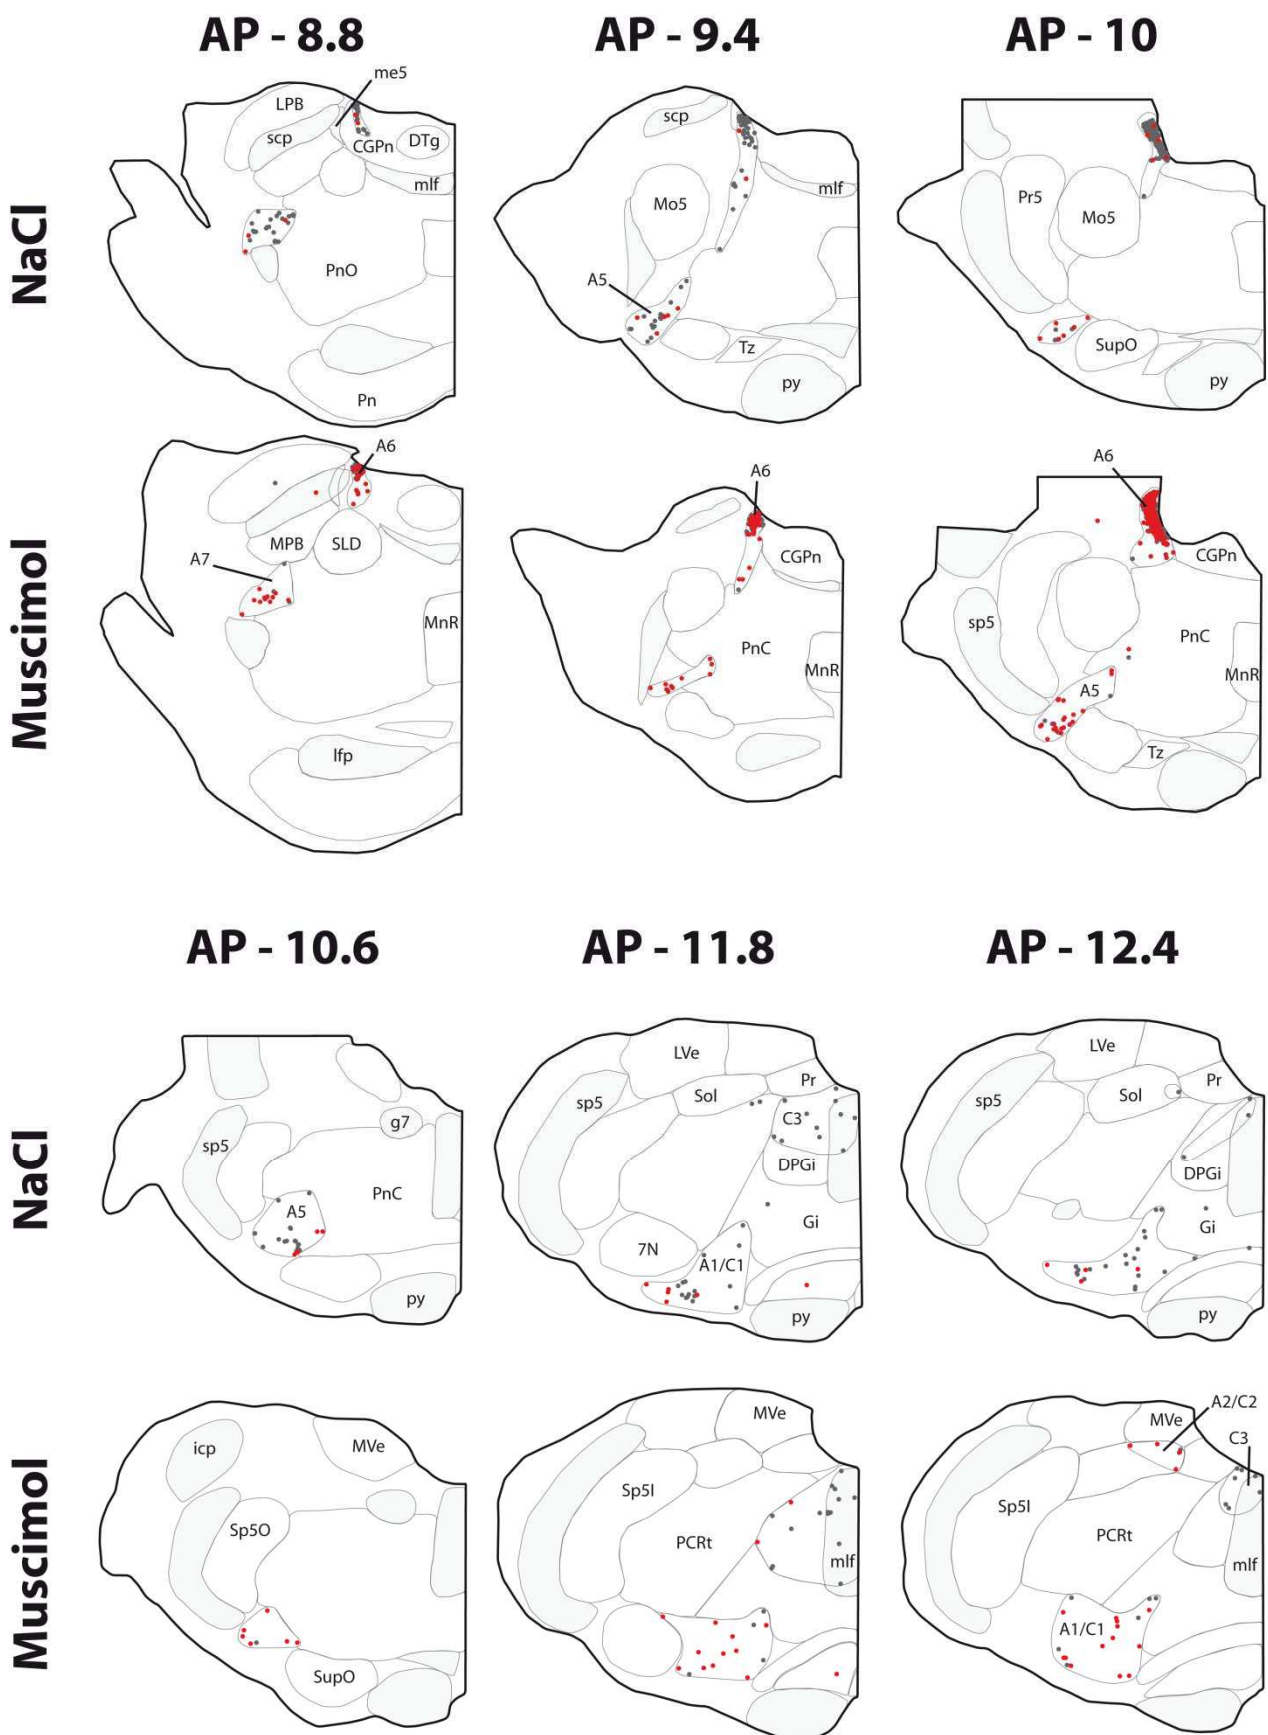 AP - 8.8
AP - 9.4
AP - 10
NaCl
me5
LPB
scp
CGPn
DTg
mlf
PnO
Pn
scp
mlf
Mo5
A5
Tz
py
Pr5
Mo5
SupO
py
Muscimol
A6
MPB
SLD
A7
MnR
lfp
A6
CGPn
PnC
MnR
A6
CGPn
sp5
PnC
MnR
A5
Tz
AP - 10.6
AP - 11.8
AP - 12.4
NaCl
g7
sp5
PnC
A5
py
LVe
Sol
Pr
sp5
C3
DPGi
Gi
7N
A1/C1
py
LVe
Pr
Sol
sp5
DPGi
Gi
py
Muscimol
icp
MVe
Sp5O
SupO
MVe
Sp5I
PCRt
mlf
A2/C2
MVe
C3
Sp5I
PCRt
mlf
A1/C1